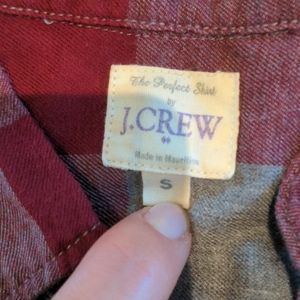 The Perfect Shirt
by
J.CREW
Made in Mauritius
S